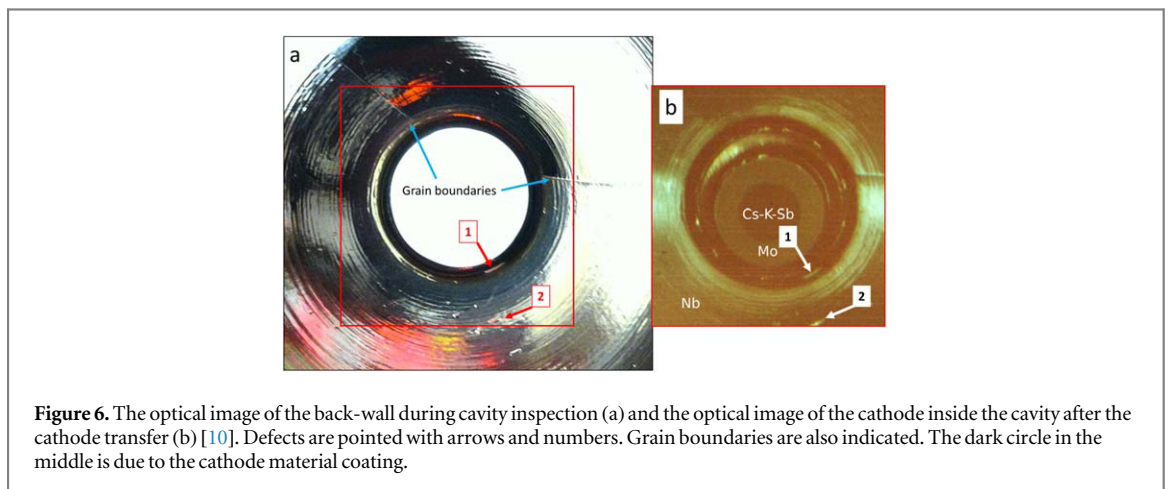 a
Grain boundaries
1
2
b
Cs-K-Sb
1
Mo
2
Nb
Figure 6. The optical image of the back-wall during cavity inspection (a) and the optical image of the cathode inside the cavity after the
cathode transfer (b) [10]. Defects are pointed with arrows and numbers. Grain boundaries are also indicated. The dark circle in the
middle is due to the cathode material coating.